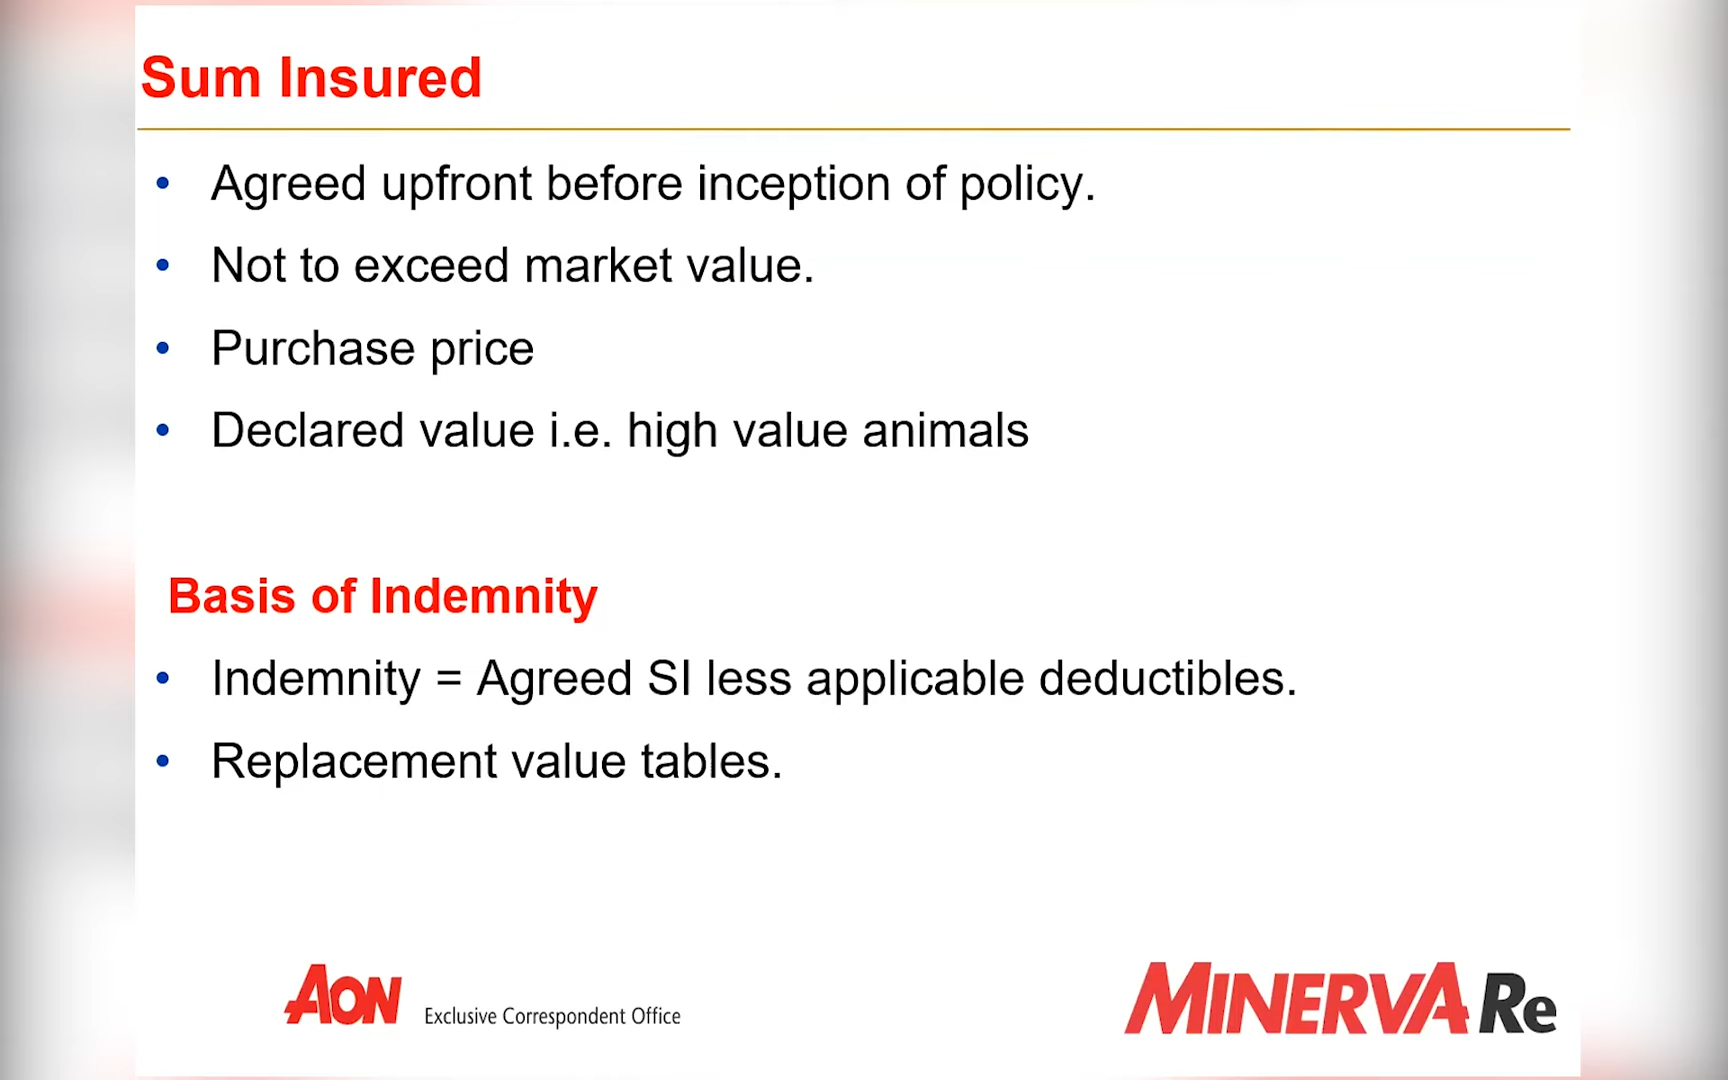 Sum Insured
• Agreed upfront before inception of policy.
• Not to exceed market value.
• Purchase price
• Declared value i.e. high value animals
Basis of Indemnity
• Indemnity = Agreed SI less applicable deductibles.
• Replacement value tables.
AON Exclusive Correspondent Office
MINERVA Re